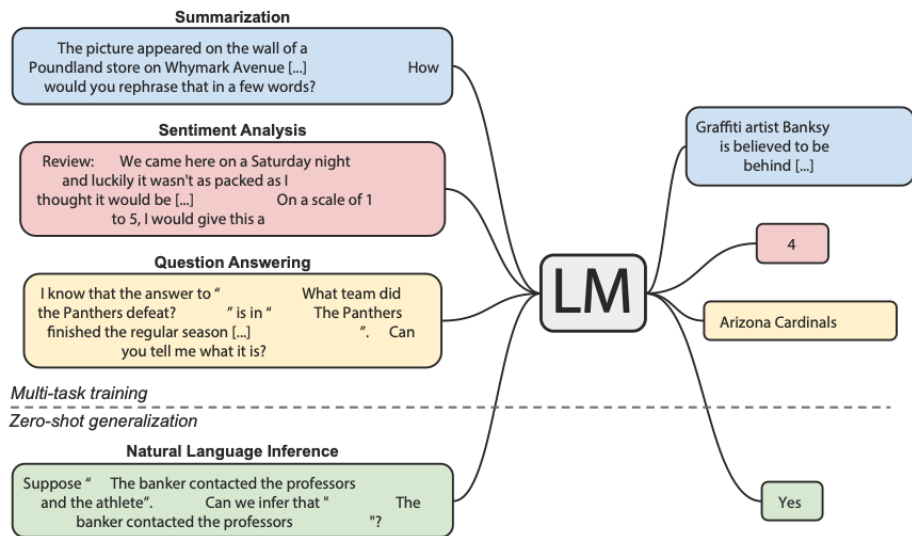 Summarization
The picture appeared on the wall of a
Poundland store on Whymark Avenue [...] How
would you rephrase that in a few words?
Sentiment Analysis
Review: We came here on a Saturday night
and luckily it wasn't as packed as I
thought it would be [...] On a scale of 1
to 5, I would give this a
Question Answering
I know that the answer to “ What team did
the Panthers defeat? ” is in “ The Panthers
finished the regular season [...] ”. Can
you tell me what it is?
Multi-task training
Zero-shot generalization
Natural Language Inference
Suppose “ The banker contacted the professors
and the athlete”. Can we infer that " The
banker contacted the professors "?
LM
Graffiti artist Banksy
is believed to be
behind [...]
4
Arizona Cardinals
Yes